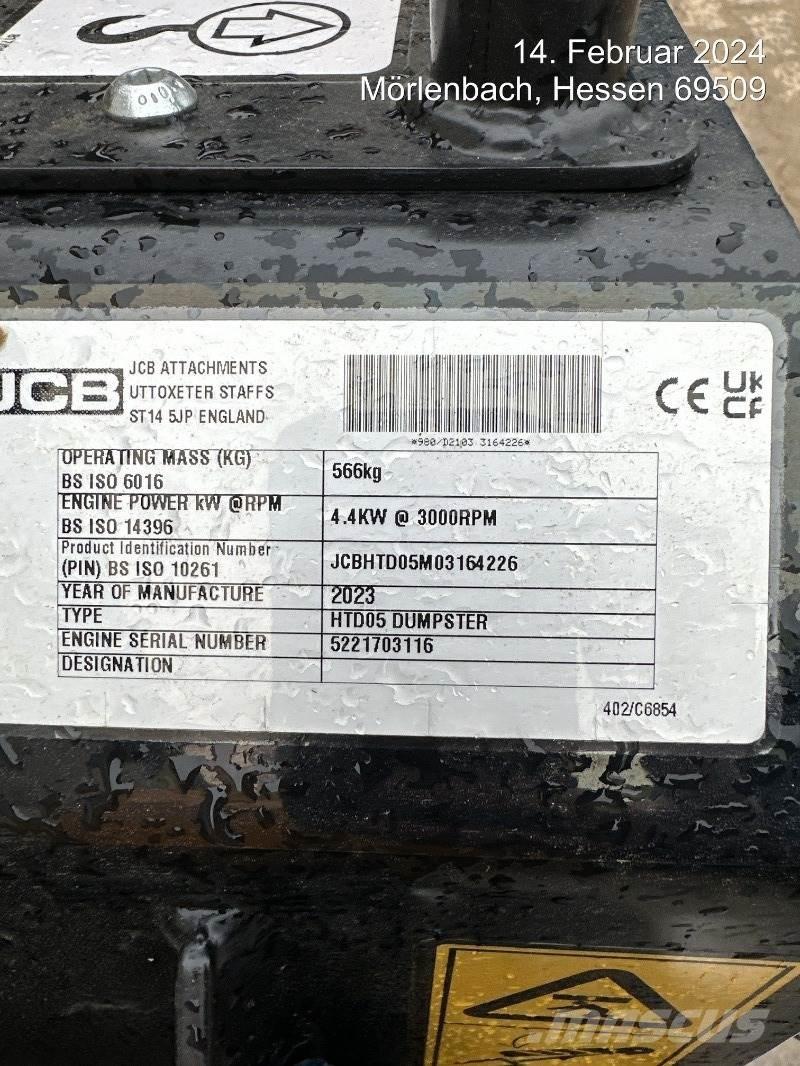 14. Februar 2024
Mörlenbach, Hessen 69509
JCB
JCB ATTACHMENTS
UTTOXETER STAFFS
ST14 5JP ENGLAND
*980/D2103 3164226*
CE
UK
CA
OPERATING MASS (KG)
BS ISO 6016
566kg
ENGINE POWER kW @RPM
BS ISO 14396
4.4KW @ 3000RPM
Product Identification Number
(PIN) BS ISO 10261
JCBHTD05M03164226
YEAR OF MANUFACTURE
2023
TYPE
HTD05 DUMPSTER
ENGINE SERIAL NUMBER
5221703116
DESIGNATION
402/C6854
MASCUS